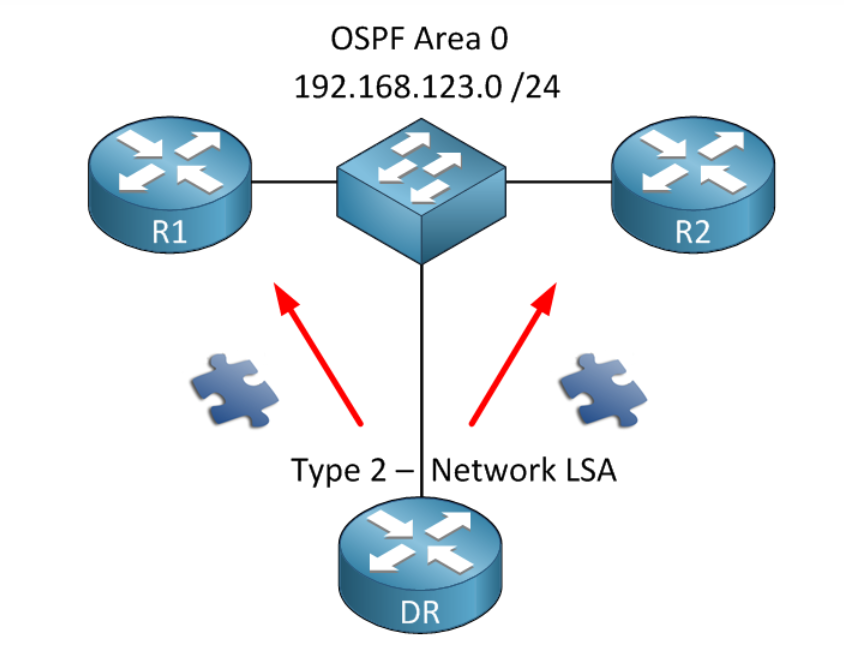 OSPF Area 0
192.168.123.0 /24
R1
R2
Type 2 – Network LSA
DR